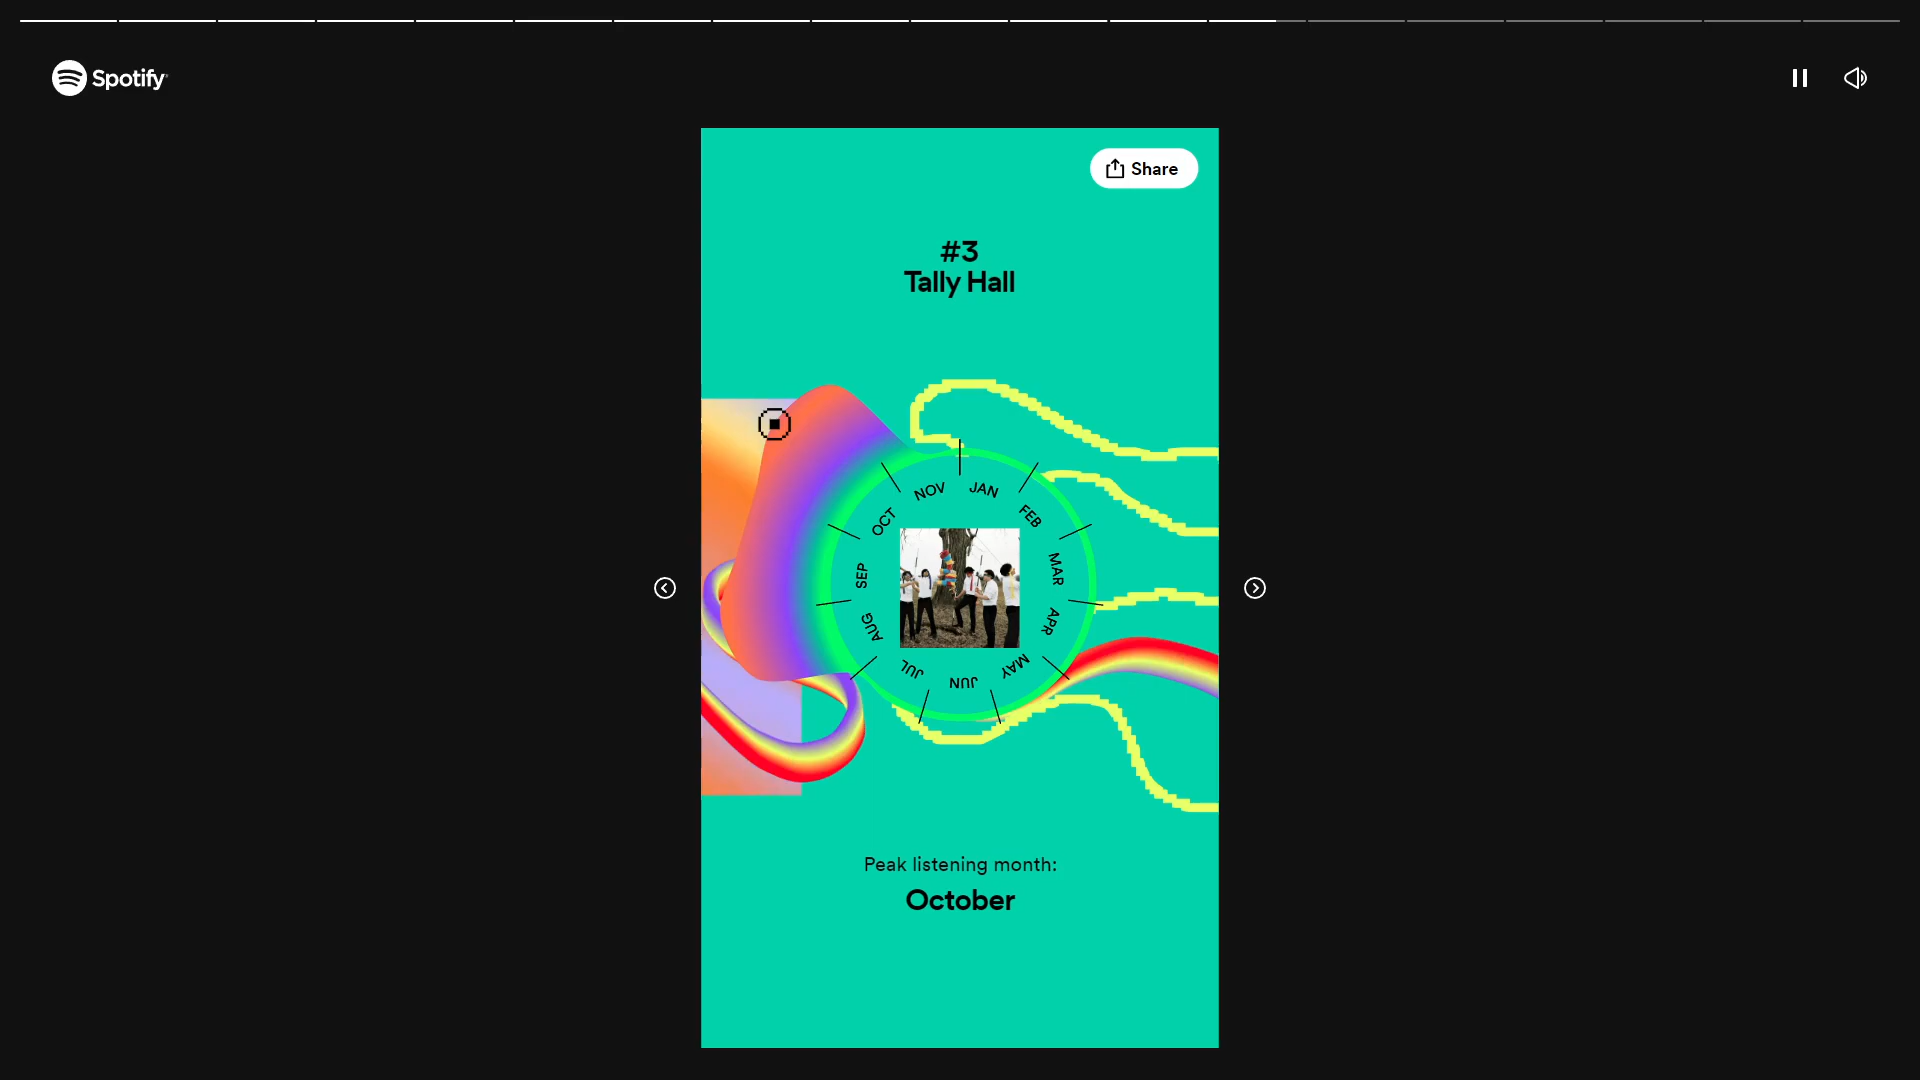 Spotify
Share
#3
Tally Hall
JAN
FEB
MAR
APR
MAY
JUN
JUL
AUG
SEP
OCT
NOV
Peak listening month:
October